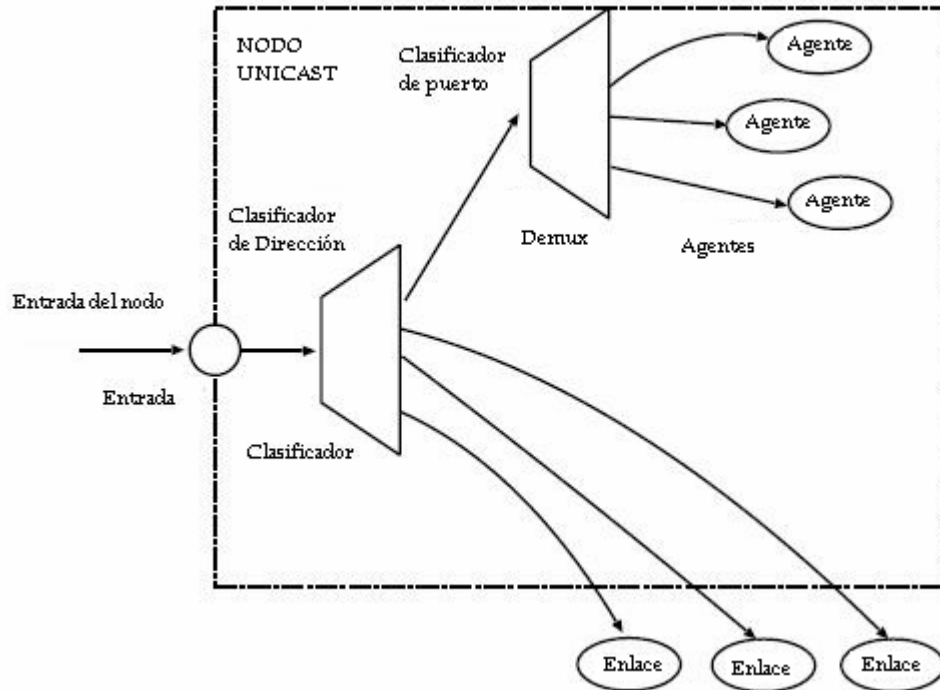 NODO
UNICAST
Clasificador
de puerto
Agente
Agente
Agente
Clasificador
de Dirección
Demux
Agentes
Entrada del nodo
Entrada
Clasificador
Enlace
Enlace
Enlace